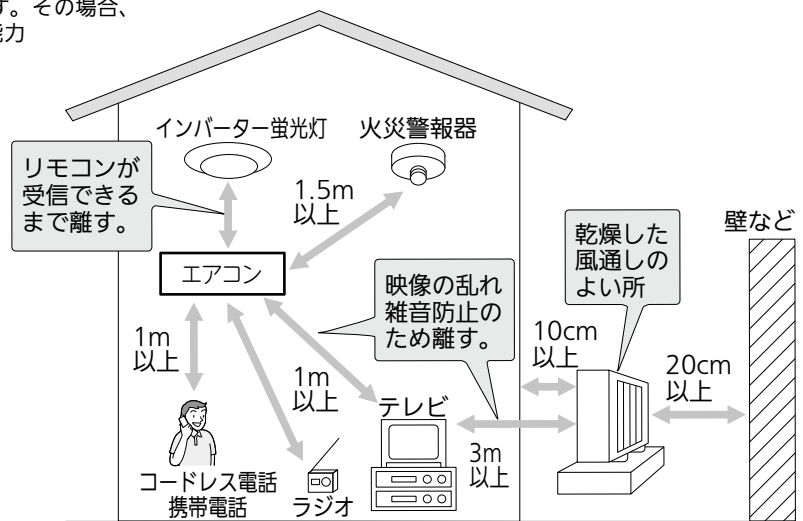 す。その場合、
能力
インバーター蛍光灯
火災警報器
リモコンが
受信できる
まで離す。
1.5m
以上
壁など
乾燥した
風通しの
よい所
エアコン
映像の乱れ
雑音防止の
ため離す。
1m
以上
10cm
以上
20cm
以上
1m
以上
テレビ
3m
以上
コードレス電話
携帯電話
ラジオ